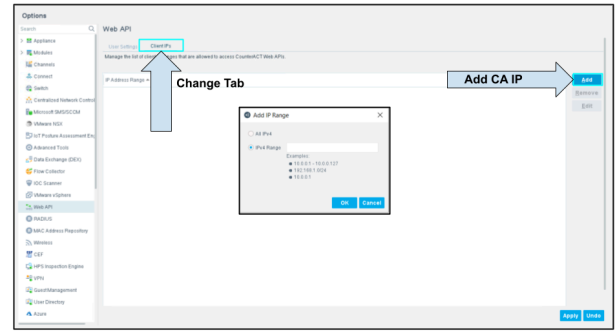 Options
Search
Web API
Appliance
Modules
Channels
Connect
Switch
Centralized Network Control
Microsoft SMS/SCCM
VMware NSX
IoT Posture Assessment Eng
Advanced Tools
Data Exchange (DEX)
Flow Collector
IOC Scanner
VMware vSphere
Web API
RADIUS
MAC Address Repository
Wireless
CEF
HPS Inspection Engine
VPN
Guest Management
User Directory
Azure
User Settings
Client IPs
Manage the list of client
ranges that are allowed to access CounterACT Web APIs.
IP Address Range
Change Tab
Add CA IP
Add
Remove
Edit
Add IP Range
All IPv4
IPv4 Range
Examples:
10.0.0.1 - 10.0.0.127
192.168.1.0/24
10.0.0.1
OK
Cancel
Apply
Undo